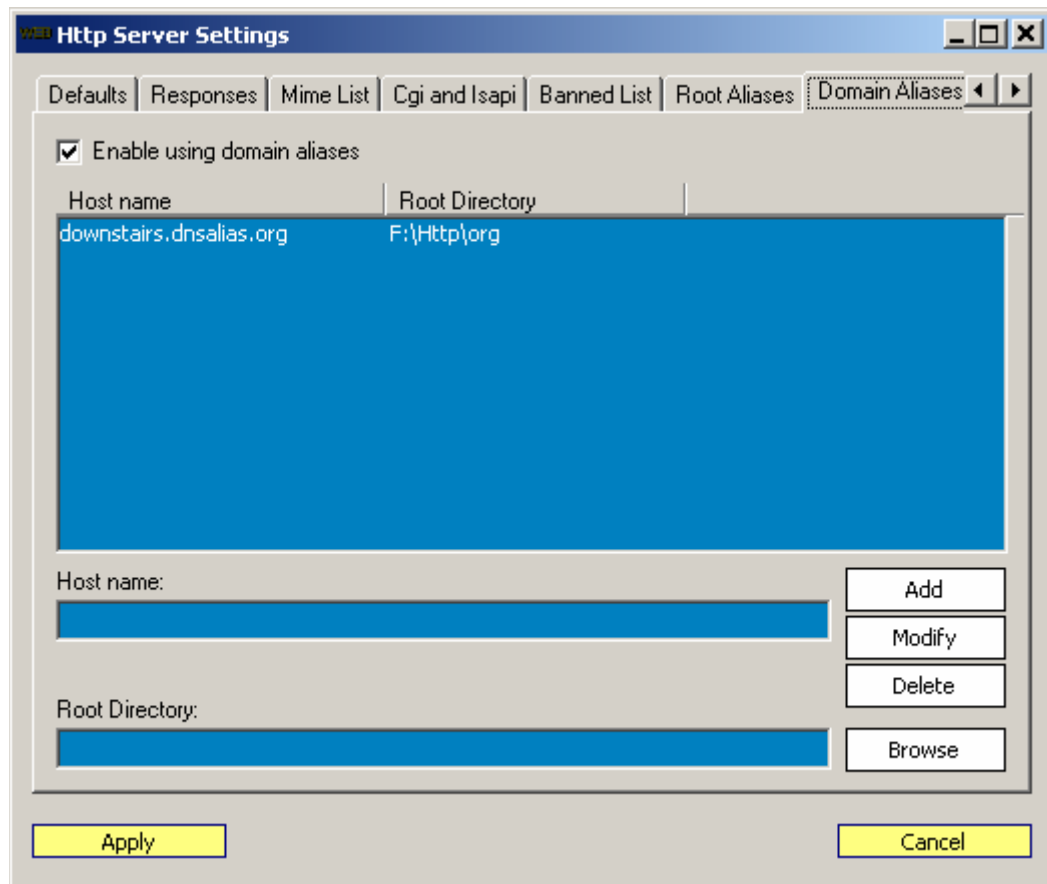 WEB Http Server Settings
Defaults Responses Mime List Cgi and Isapi Banned List Root Aliases Domain Aliases
Enable using domain aliases
Host name Root Directory
downstairs.dnsalias.org F:\Http\org
Host name:
Add
Modify
Delete
Root Directory:
Browse
Apply Cancel